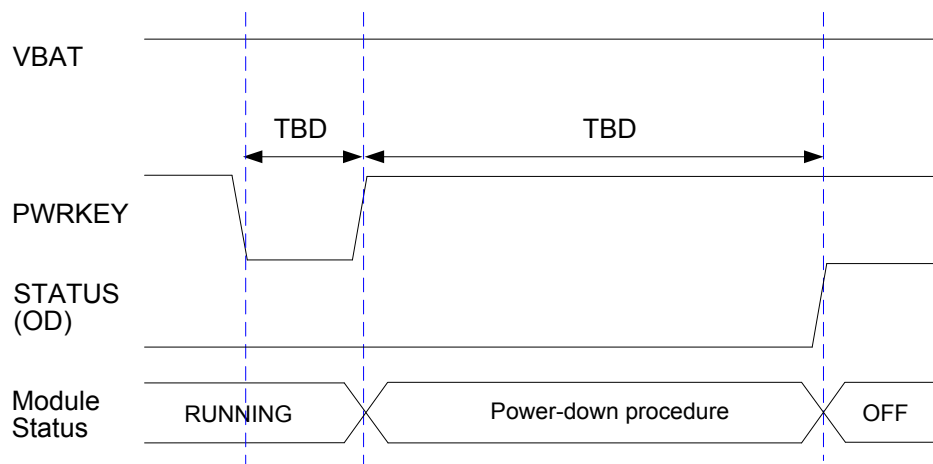 VBAT
TBD
TBD
PWRKEY
STATUS
(OD)
Module
Status
RUNNING
Power-down procedure
OFF